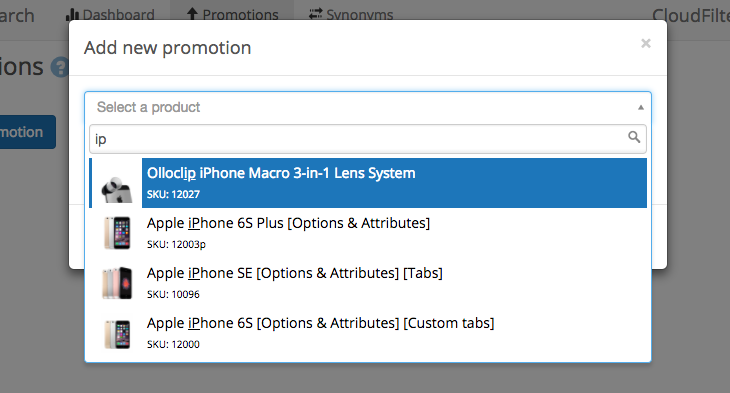 arch Dashboard Promotions Synonyms CloudFilte
Add new promotion ×
ions ?
Select a product
motion
ip
Olloclip iPhone Macro 3-in-1 Lens System
SKU: 12027
Apple iPhone 6S Plus [Options & Attributes]
SKU: 12003p
Apple iPhone SE [Options & Attributes] [Tabs]
SKU: 10096
Apple iPhone 6S [Options & Attributes] [Custom tabs]
SKU: 12000